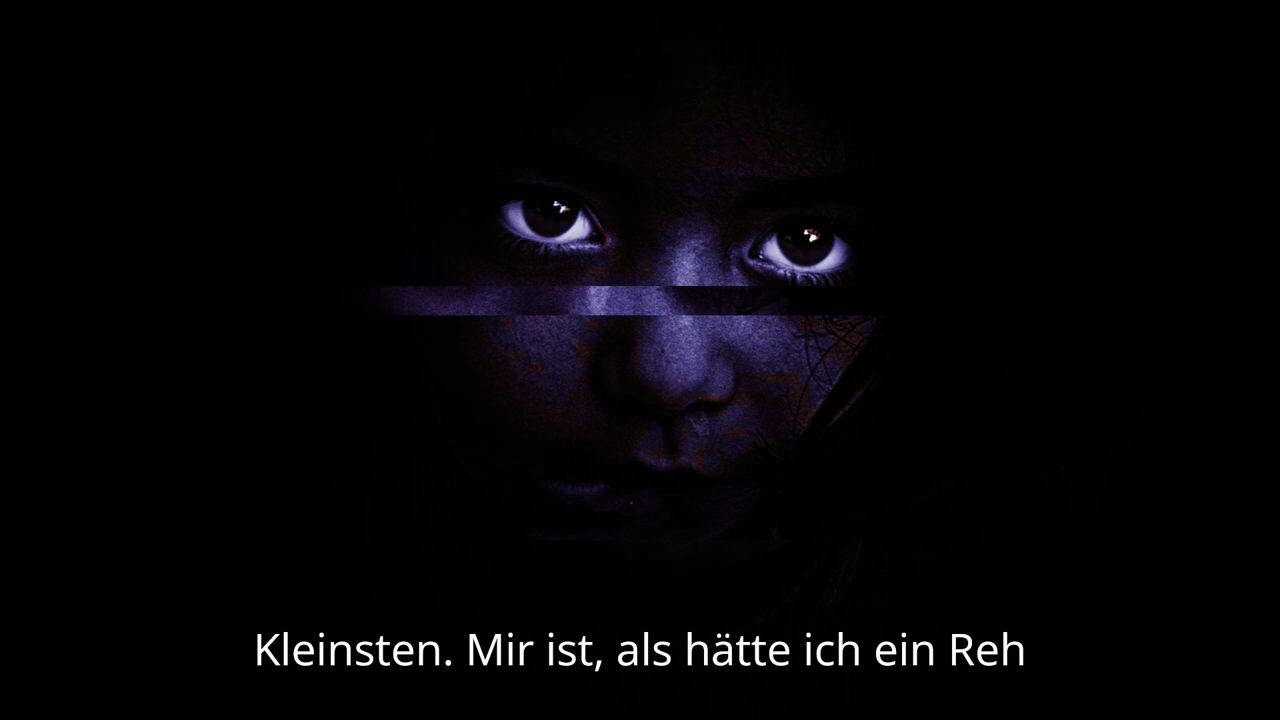 Kleinsten. Mir ist, als hätte ich ein Reh